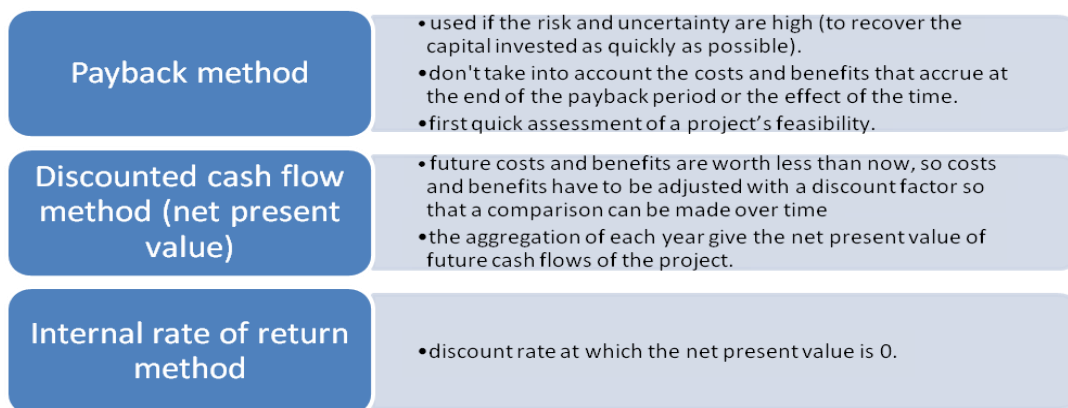 Payback method
•used if the risk and uncertainty are high (to recover the
capital invested as quickly as possible).
•don't take into account the costs and benefits that accrue at
the end of the payback period or the effect of the time.
•first quick assessment of a project’s feasibility.
Discounted cash flow
method (net present
value)
•future costs and benefits are worth less than now, so costs
and benefits have to be adjusted with a discount factor so
that a comparison can be made over time
•the aggregation of each year give the net present value of
future cash flows of the project.
Internal rate of return
method
•discount rate at which the net present value is 0.